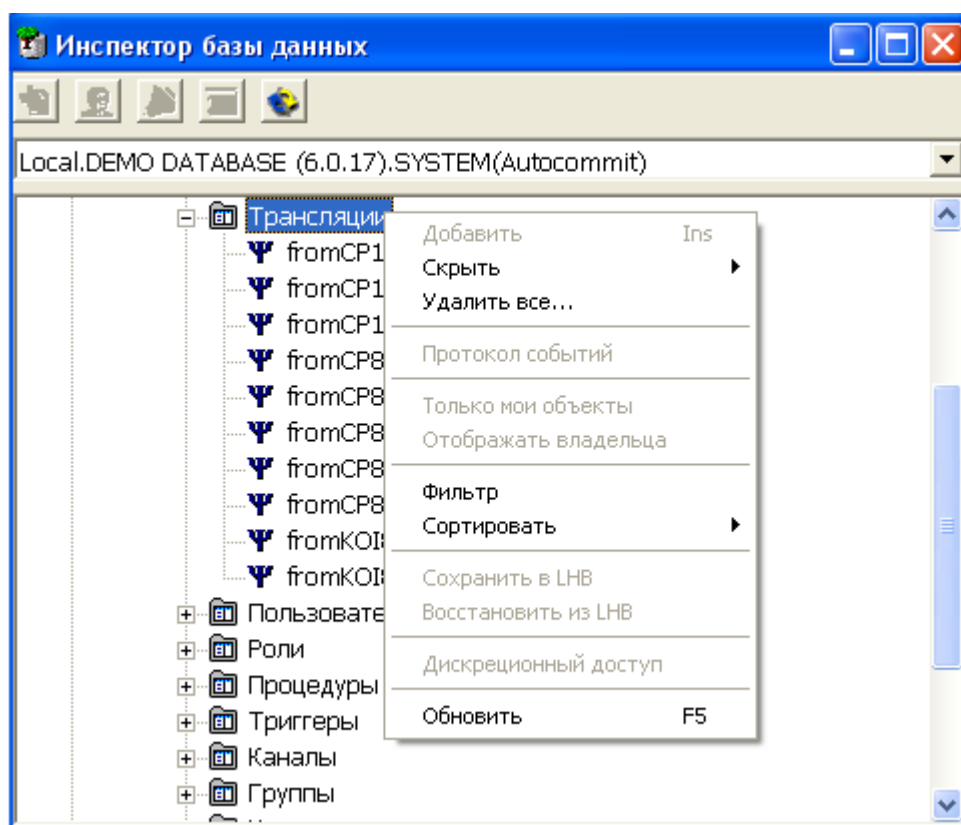 Инспектор базы данных
Local.DEMO DATABASE (6.0.17).SYSTEM(Autocommit)
Трансляции
fromCP1
fromCP1
fromCP1
fromCP8
fromCP8
fromCP8
fromCP8
fromCP8
fromKOI8
fromKOI8
Пользовате
Роли
Процедуры
Триггеры
Каналы
Группы
Добавить Ins
Скрыть
Удалить все...
Протокол событий
Только мои объекты
Отображать владельца
Фильтр
Сортировать
Сохранить в LHB
Восстановить из LHB
Дискреционный доступ
Обновить F5